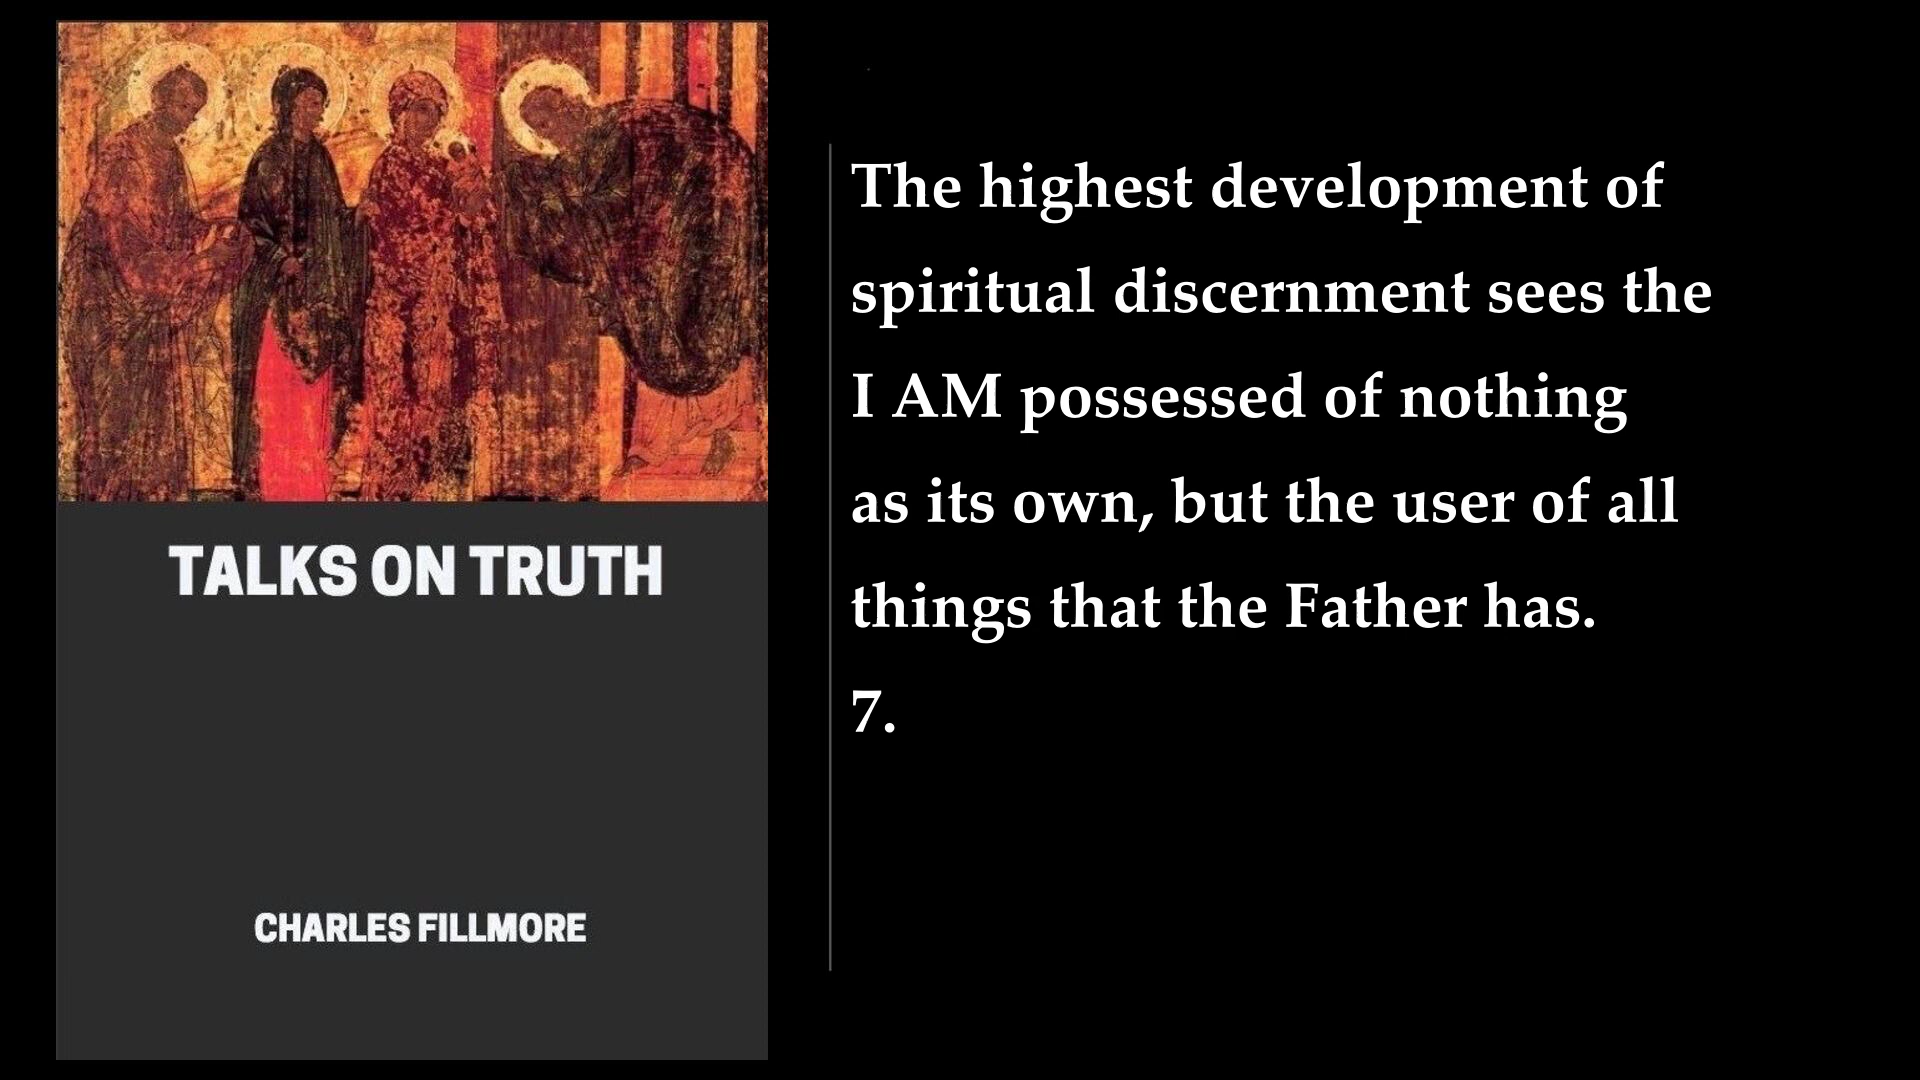 TALKS ON TRUTH
CHARLES FILLMORE
The highest development of
spiritual discernment sees the
I AM possessed of nothing
as its own, but the user of all
things that the Father has.
7.